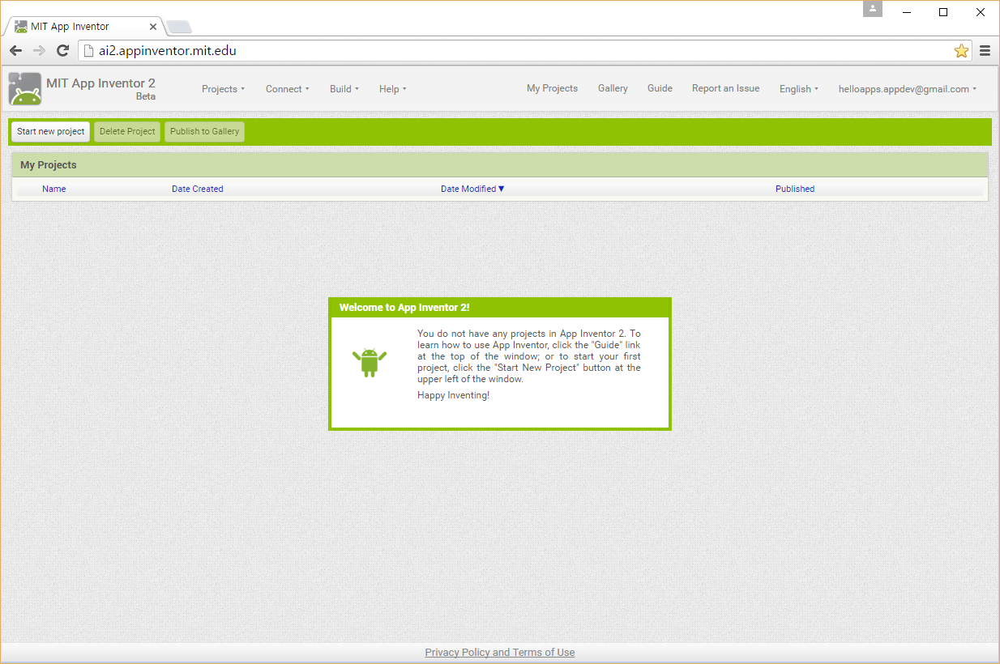 MIT App Inventor
ai2.appinventor.mit.edu
MIT App Inventor 2
Beta
Projects Connect Build Help My Projects Gallery Guide Report an Issue English helloapps.appdev@gmail.com
Start new project Delete Project Publish to Gallery
My Projects
Name Date Created Date Modified ▼ Published
Welcome to App Inventor 2!
You do not have any projects in App Inventor 2. To
learn how to use App Inventor, click the "Guide" link
at the top of the window; or to start your first
project, click the "Start New Project" button at the
upper left of the window.
Happy Inventing!
Privacy Policy and Terms of Use